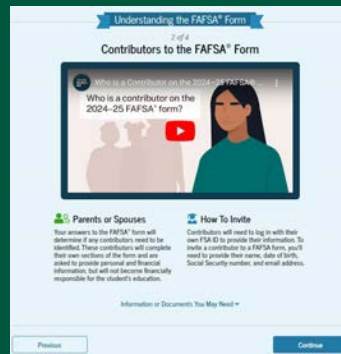 Understanding the FAFSA® Form
2 of 4
Contributors to the FAFSA® Form
Who is a Contributor on the 2024–25 FAFSA®
Who is a contributor on the
2024–25 FAFSA® form?
Parents or Spouses
Your answers to the FAFSA® form will
determine if any contributors need to be
identified. These contributors will complete
their own sections of the form and are
asked to provide personal and financial
information, but will not become financially
responsible for the student's education.
How To Invite
Contributors will need to log in with their
own FSA ID to provide their information. To
invite a contributor to a FAFSA form, you'll
need to provide their name, date of birth,
Social Security number, and email address.
Information or Documents You May Need
Previous
Continue